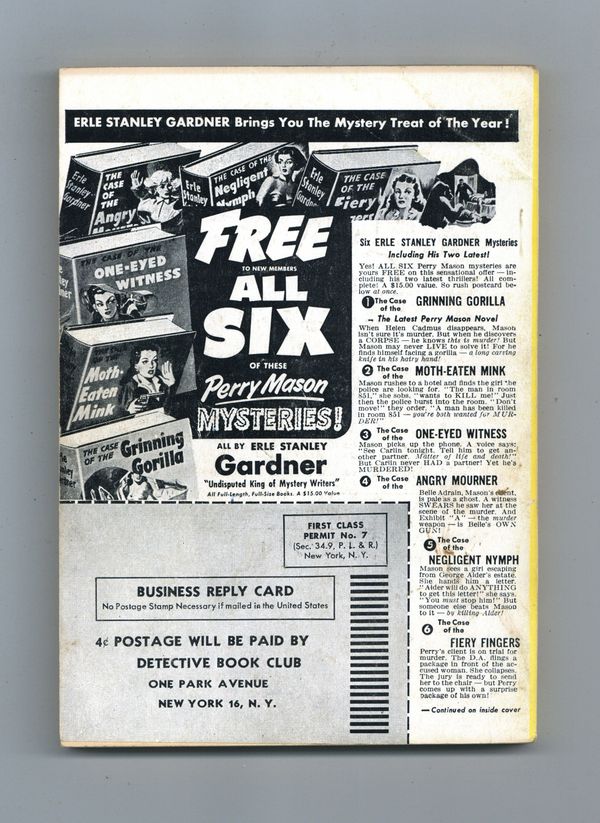 ERLE STANLEY GARDNER Brings You The Mystery Treat of The Year!
Erle
Stanley
Gardner
THE
CASE
OF THE
Angry
Erle
Stanley
THE CASE OF THE
Negligent
Nymph
Erle
Stanley
Gardner
THE CASE
OF THE
Fiery
THE CASE OF THE
ONE-EYED
WITNESS
Moth-
Eaten
Mink
THE CASE
OF THE Grinning
Gorilla
FREE
TO NEW MEMBERS
ALL
SIX
OF THESE
Perry Mason
MYSTERIES!
ALL BY ERLE STANLEY
Gardner
"Undisputed King of Mystery Writers"
All Full-Length, Full-Size Books. A $15.00 Value
Six ERLE STANLEY GARDNER Mysteries
Including His Two Latest!
Yes! ALL SIX Perry Mason mysteries are
yours FREE on this sensational offer — in-
cluding his two latest thrillers! All com-
plete! A $15.00 value. So rush postcard be-
low at once.
1 The Case of the GRINNING GORILLA
— The Latest Perry Mason Novel
When Helen Cadmus disappears, Mason
isn't sure it's murder. But when he discovers
a CORPSE — he knows this is murder! But
Mason may never LIVE to solve it! For he
finds himself facing a gorilla — a long carving
knife in his hairy hand!
2 The Case of the MOTH-EATEN MINK
Mason rushes to a hotel and finds the girl the
police are looking for. "The man in room
851," she sobs, "wants to KILL me!" Just
then the police burst into the room. "Don't
move!" they order. "A man has been killed
in room 851 — you're both wanted for MUR-
DER!"
3 The Case of the ONE-EYED WITNESS
Mason picks up the phone. A voice says:
"See Carlin tonight. Tell him to get an-
other partner. Matter of life and death!"
But Carlin never HAD a partner! Yet he's
MURDERED!
4 The Case of the ANGRY MOURNER
Belle Adrain, Mason's client,
is pale as a ghost. A witness
SWEARS he saw her at the
scene of the murder. And
Exhibit "A" — the murder
weapon — is Belle's OWN
GUN!
5 The Case
of the
NEGLIGENT NYMPH
Mason sees a girl escaping
from George Alder's estate.
She hands him a letter.
"Alder will do ANYTHING
to get this letter!" she says.
"You must stop him!" But
someone else beats Mason
to it — by killing Alder!
6 The Case
of the
FIERY FINGERS
Perry's client is on trial for
murder. The D.A. flings a
package in front of the ac-
cused woman. She collapses.
The jury is ready to send
her to the chair — but Perry
comes up with a surprise
package of his own!
— Continued on inside cover
FIRST CLASS
PERMIT No. 7
(Sec. 34.9, P. L. & R.)
New York, N. Y.
BUSINESS REPLY CARD
No Postage Stamp Necessary if mailed in the United States
4¢ POSTAGE WILL BE PAID BY
DETECTIVE BOOK CLUB
ONE PARK AVENUE
NEW YORK 16, N. Y.